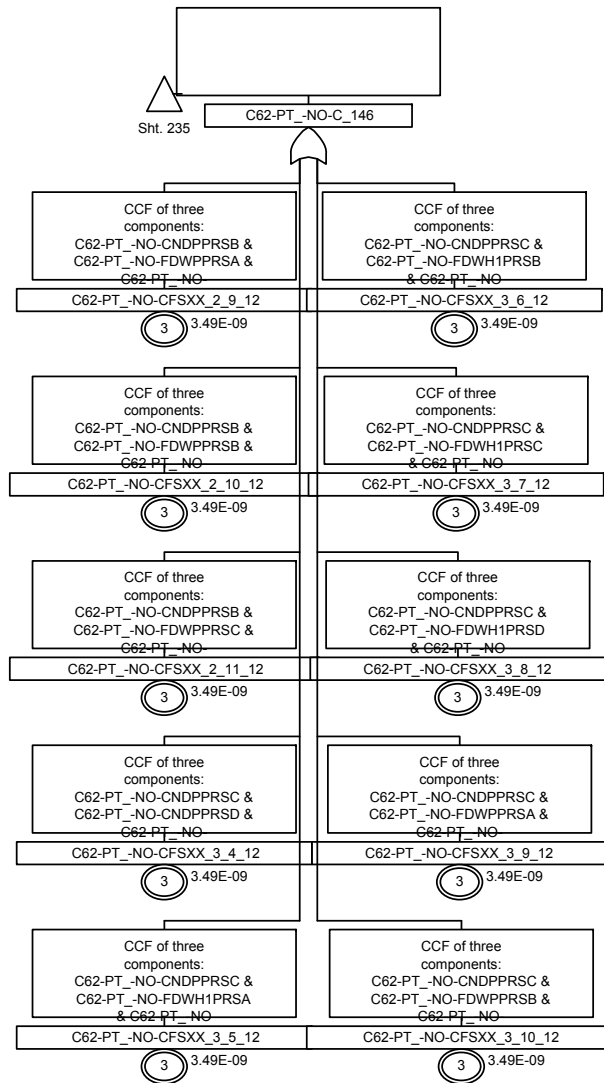 Sht. 235
C62-PT_-NO-C_146
CCF of three
components:
C62-PT_-NO-CNDPPRSB &
C62-PT_-NO-FDWPPRSA &
C62-PT_-NO-
C62-PT_-NO-CFSXX_2_9_12
3
3.49E-09
CCF of three
components:
C62-PT_-NO-CNDPPRSC &
C62-PT_-NO-FDWH1PRSB
& C62-PT_-NO
C62-PT_-NO-CFSXX_3_6_12
3
3.49E-09
CCF of three
components:
C62-PT_-NO-CNDPPRSB &
C62-PT_-NO-FDWPPRSB &
C62-PT_-NO-
C62-PT_-NO-CFSXX_2_10_12
3
3.49E-09
CCF of three
components:
C62-PT_-NO-CNDPPRSC &
C62-PT_-NO-FDWH1PRSC
& C62-PT_-NO
C62-PT_-NO-CFSXX_3_7_12
3
3.49E-09
CCF of three
components:
C62-PT_-NO-CNDPPRSB &
C62-PT_-NO-FDWPPRSC &
C62-PT_-NO-
C62-PT_-NO-CFSXX_2_11_12
3
3.49E-09
CCF of three
components:
C62-PT_-NO-CNDPPRSC &
C62-PT_-NO-FDWH1PRSD
& C62-PT_-NO
C62-PT_-NO-CFSXX_3_8_12
3
3.49E-09
CCF of three
components:
C62-PT_-NO-CNDPPRSC &
C62-PT_-NO-CNDPPRSD &
C62-PT_-NO-
C62-PT_-NO-CFSXX_3_4_12
3
3.49E-09
CCF of three
components:
C62-PT_-NO-CNDPPRSC &
C62-PT_-NO-FDWPPRSA &
C62-PT_-NO-
C62-PT_-NO-CFSXX_3_9_12
3
3.49E-09
CCF of three
components:
C62-PT_-NO-CNDPPRSC &
C62-PT_-NO-FDWH1PRSA
& C62-PT_-NO
C62-PT_-NO-CFSXX_3_5_12
3
3.49E-09
CCF of three
components:
C62-PT_-NO-CNDPPRSC &
C62-PT_-NO-FDWPPRSB &
C62-PT_-NO-
C62-PT_-NO-CFSXX_3_10_12
3
3.49E-09